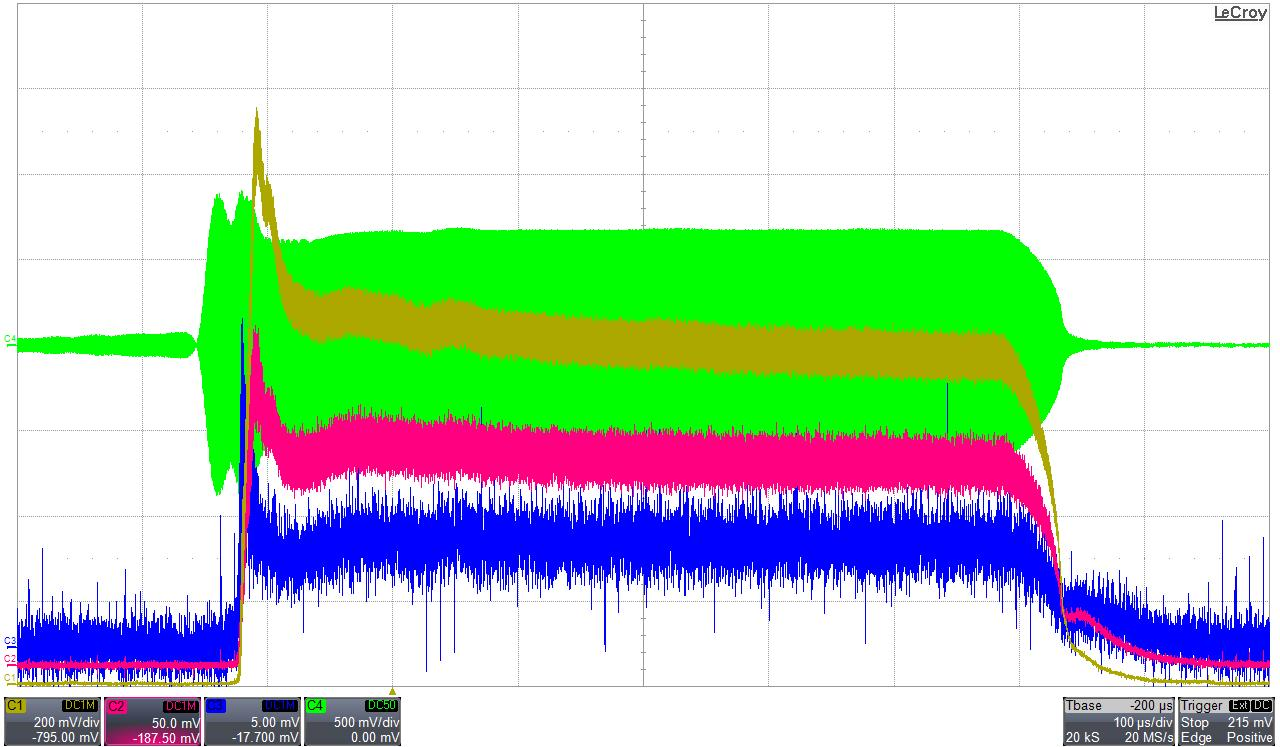 LeCroy
C4
C3
C2
C1
C1 DC1M
200 mV/div
-795.00 mV
C2 DC1M
50.0 mV
-187.50 mV
C3 DC1M
5.00 mV
-17.700 mV
C4 DC50
500 mV/div
0.00 mV
Tbase -200 µs
100 µs/div
20 kS 20 MS/s
Trigger Ext DC
Stop 215 mV
Edge Positive